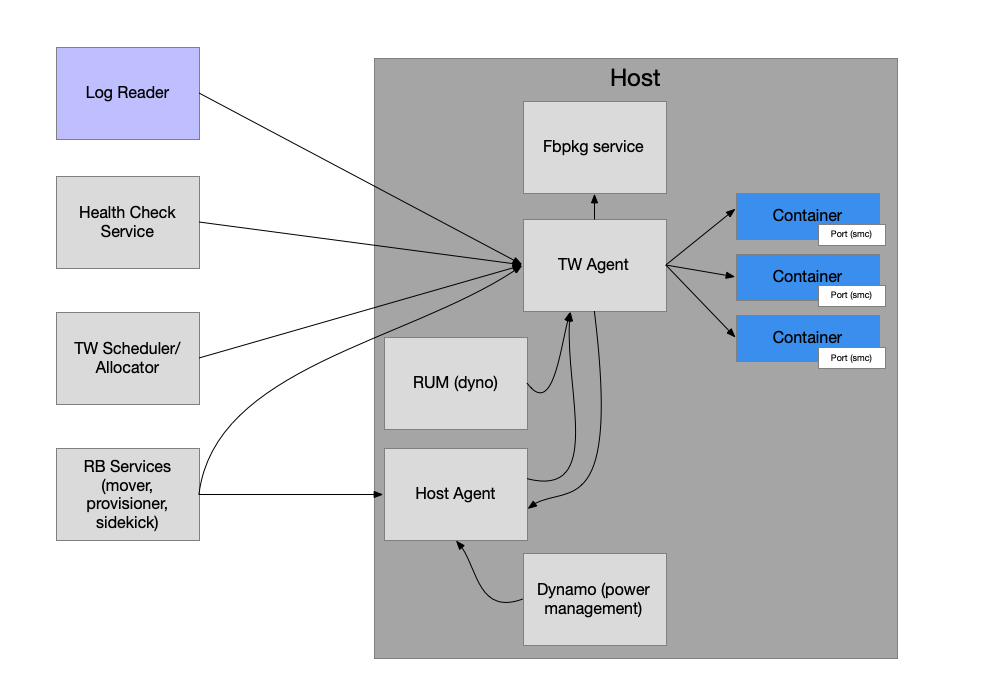 Log Reader
Health Check
Service
TW Scheduler/
Allocator
RB Services
(mover,
provisioner,
sidekick)
Host
Fbpkg service
TW Agent
RUM (dyno)
Host Agent
Dynamo (power
management)
Container
Port (smc)
Container
Port (smc)
Container
Port (smc)